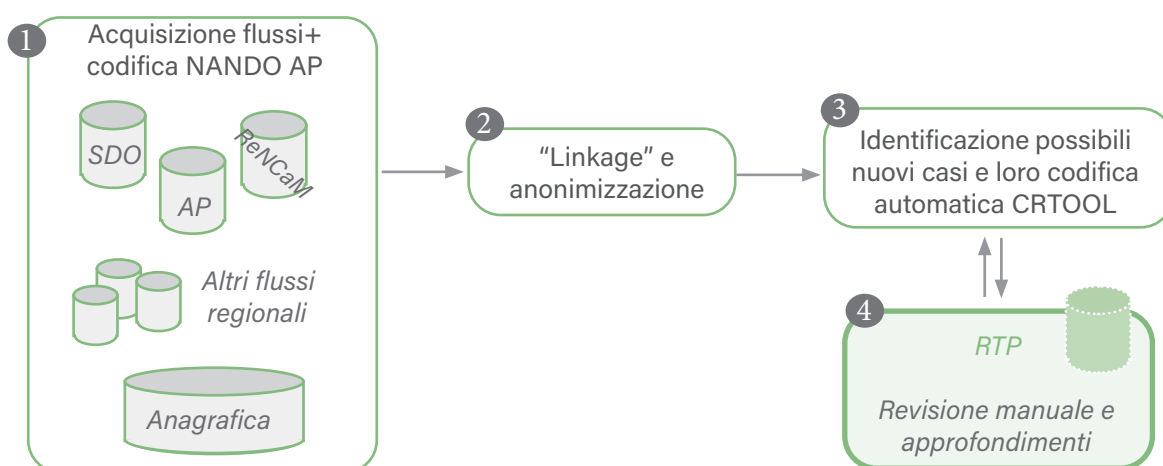 1
Acquisizione flussi+
codifica NANDO AP
SDO
AP
ReNCaM
Altri flussi
regionali
Anagrafica
2
“Linkage” e
anonimizzazione
3
Identificazione possibili
nuovi casi e loro codifica
automatica CRTOOL
4
RTP
Revisione manuale e
approfondimenti